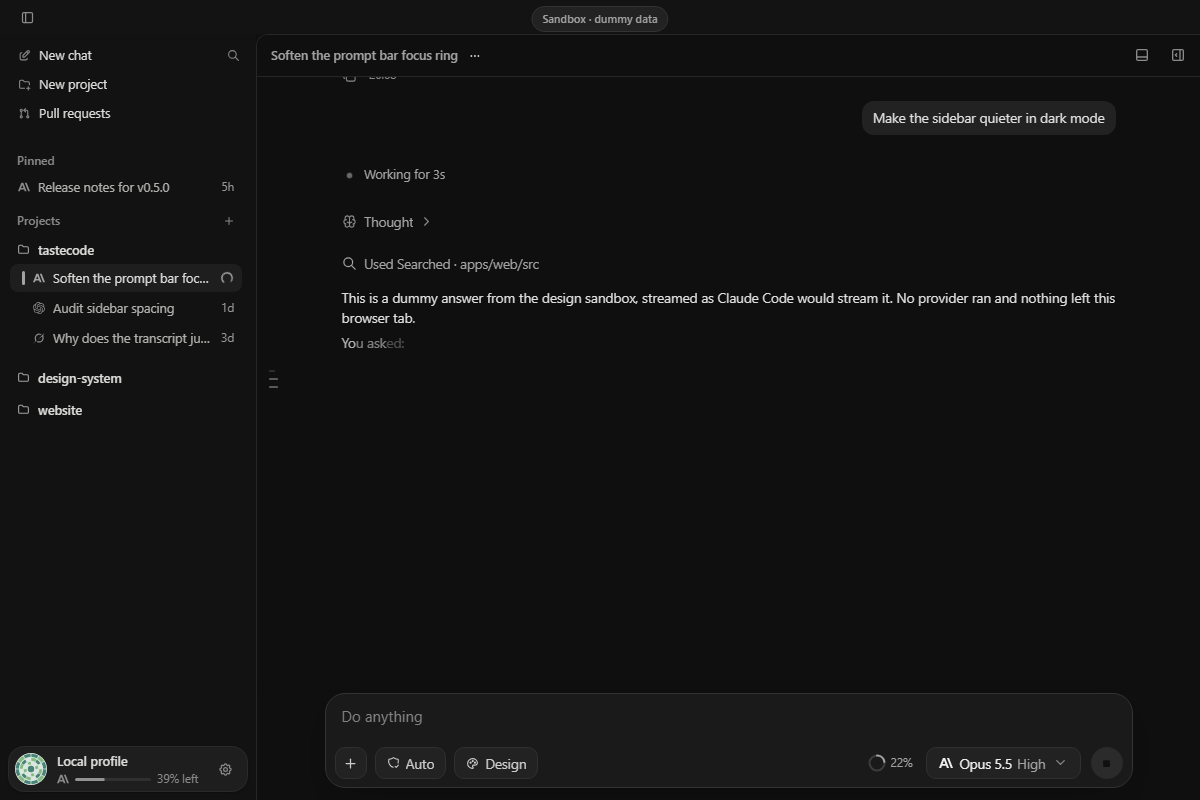 Sandbox · dummy data
New chat
New project
Pull requests
Pinned
Release notes for v0.5.0 5h
Projects
tastecode
Soften the prompt bar foc...
Audit sidebar spacing 1d
Why does the transcript ju... 3d
design-system
website
Local profile
39% left
Soften the prompt bar focus ring
Make the sidebar quieter in dark mode
Working for 3s
Thought
Used Searched · apps/web/src
This is a dummy answer from the design sandbox, streamed as Claude Code would stream it. No provider ran and nothing left this
browser tab.
You asked:
Do anything
Auto Design 22% Opus 5.5 High